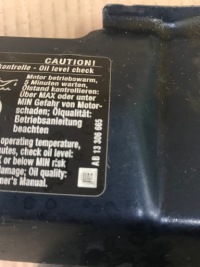 CAUTION!
kontrolle - Oil level check
Motor betriebswarm,
5 Minuten warten,
Ölstand kontrollieren:
Über MAX oder unter
MIN Gefahr von Motor-
schaden; Ölqualität:
Betriebsanleitung
beachten
operating temperature,
utes, check oil level:
X or below MIN risk
damage; Oil quality:
ner's Manual.
AB 13 306 665